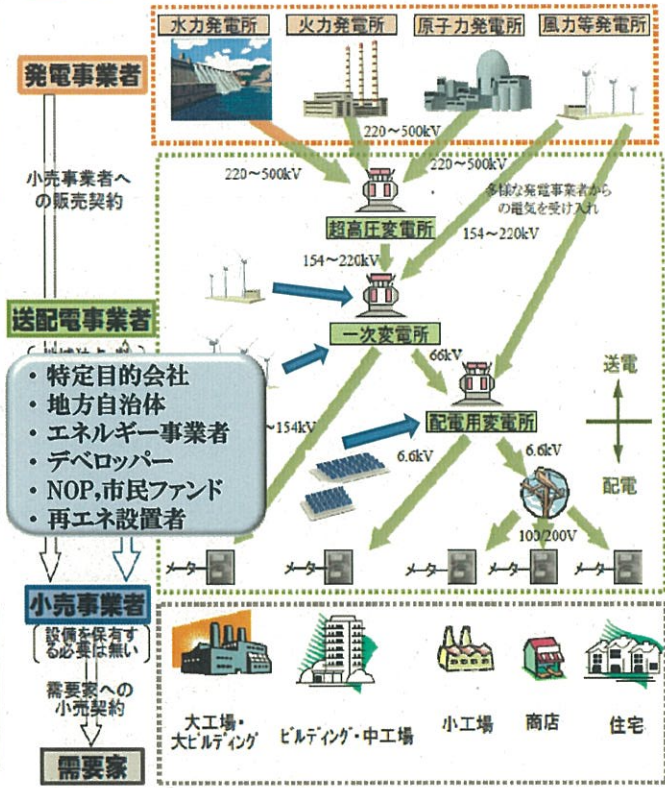 水力発電所
火力発電所
原子力発電所
風力等発電所
発電事業者
220〜500kV
220〜500kV
220〜500kV
小売事業者へ
の販売契約
多様な発電事業者から
の電気を受け入れ
超高圧変電所
154〜220kV
154〜220kV
送配電事業者
一次変電所
66kV
送電
・特定目的会社
・地方自治体
・エネルギー事業者
・デベロッパー
・NOP,市民ファンド
・再エネ設置者
〜154kV
配電用変電所
6.6kV
6.6kV
配電
100/200V
メーター
メーター
メーター
メーター
メーター
小売事業者
設備を保有す
る必要は無い
需要家への
小売契約
大工場・
大ビルディング
ビルディング・中工場
小工場
商店
住宅
需要家